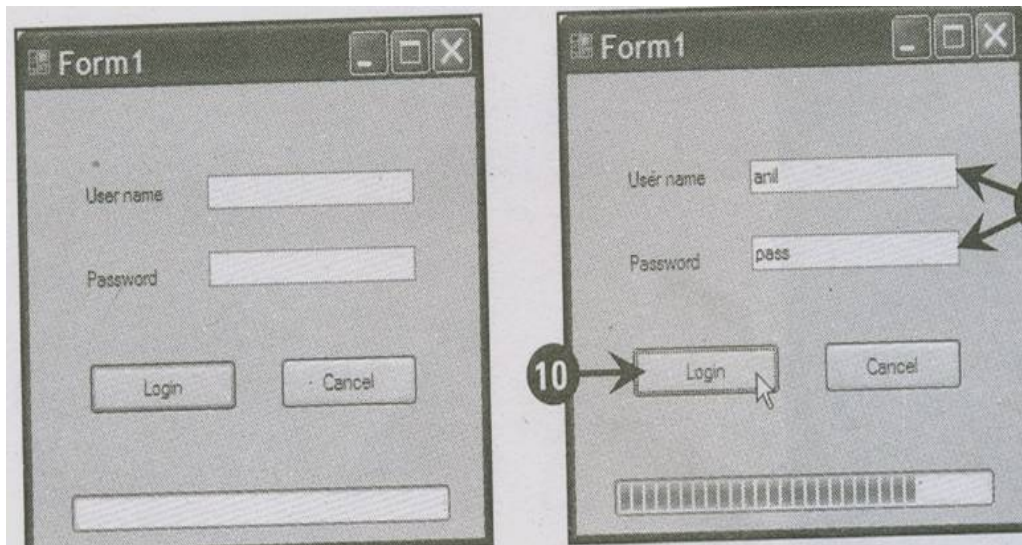 Form1
User name
Password
Login Cancel
Form1
User name anil
Password pass
10
Login Cancel